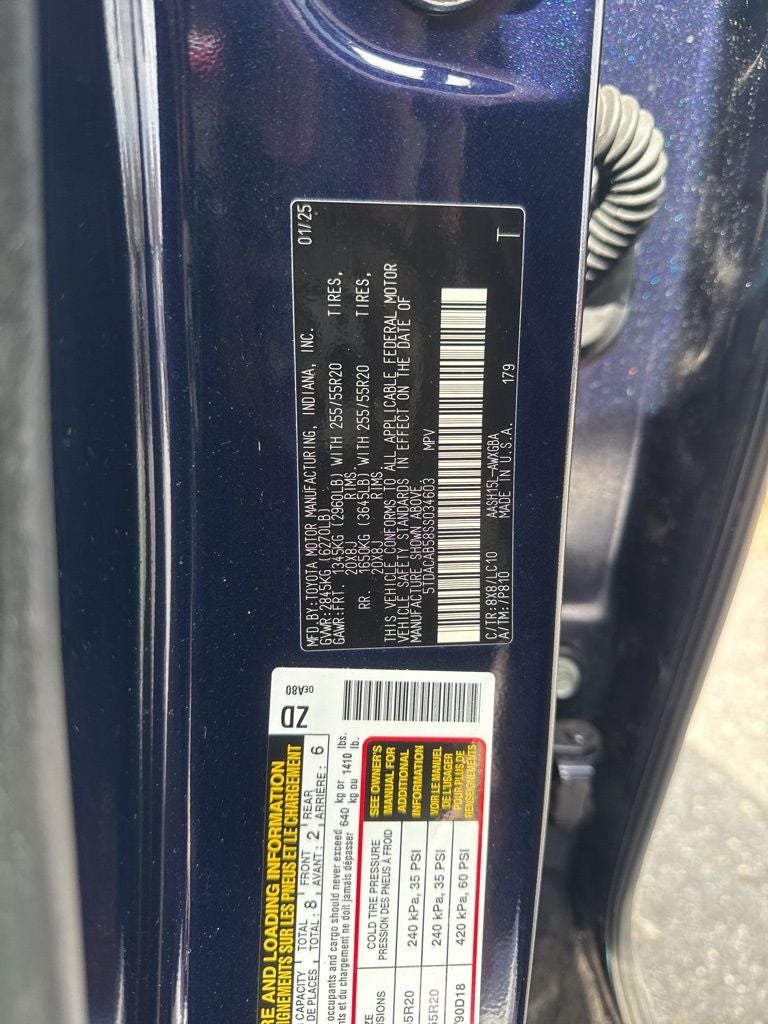 01/25
MFD.BY:TOYOTA MOTOR MANUFACTURING, INDIANA, INC.
GVWR:2845KG (6270LB)
GAWR:FRT. 1345KG (2960LB) WITH 255/55R20 TIRES,
20X8J RIMS,
RR. 1650KG (3645LB) WITH 255/55R20 TIRES,
20X8J RIMS,
THIS VEHICLE CONFORMS TO ALL APPLICABLE FEDERAL MOTOR
VEHICLE SAFETY STANDARDS IN EFFECT ON THE DATE OF
MANUFACTURE SHOWN ABOVE.
5TDACAB58SS034603 MPV
C/TR:8X8/LC10 AASH15L-AWXGBA
A/TM: /P810 MADE IN U.S.A. 179
T
ZD
0EA80
RE AND LOADING INFORMATION
IGNEMENTS SUR LES PNEUS ET LE CHARGEMENT
CAPACITY TOTAL FRONT REAR
DE PLACES TOTAL: 8 AVANT: 2 ARRIÈRE: 6
occupants and cargo should never exceed 640 kg or 1410 lbs.
nts et du chargement ne doit jamais dépasser kg ou lb.
COLD TIRE PRESSURE
PRESSION DES PNEUS À FROID
SEE OWNER'S
MANUAL FOR
ADDITIONAL
INFORMATION
VOIR LE MANUEL
DE L'USAGER
POUR PLUS DE
RENSEIGNEMENTS
5R20 240 kPa, 35 PSI
55R20 240 kPa, 35 PSI
90D18 420 kPa, 60 PSI